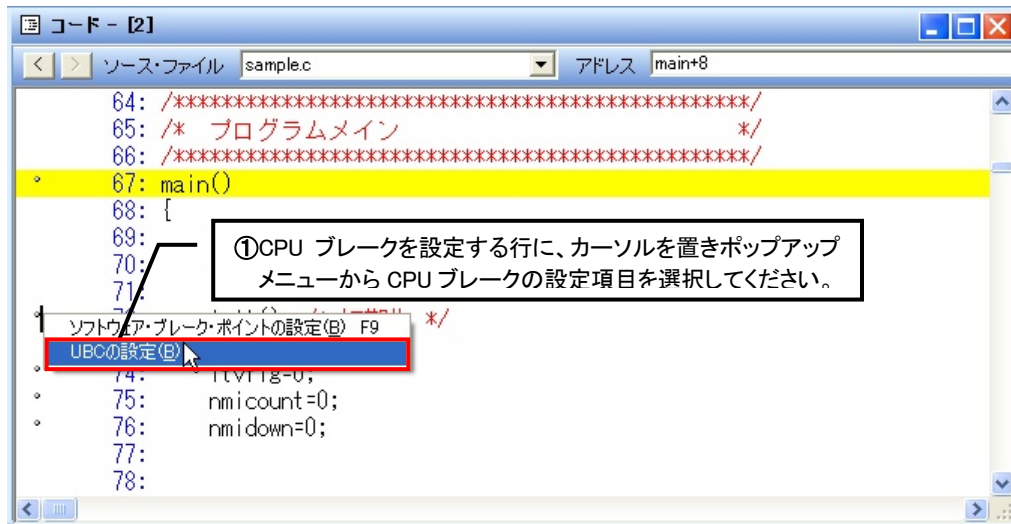 コード - [2]
< > ソース・ファイル sample.c アドレス main+8
64: /**************************************************/
65: /* プログラムメイン */
66: /**************************************************/
67: main()
68: {
69:
70:
71:
①CPU ブレークを設定する行に、カーソルを置きポップアップ
メニューから CPU ブレークの設定項目を選択してください。
*/
ソフトウェア・ブレーク・ポイントの設定(B) F9
UBCの設定(B)
74: itvflg=0;
75: nmicount=0;
76: nmidown=0;
77:
78: